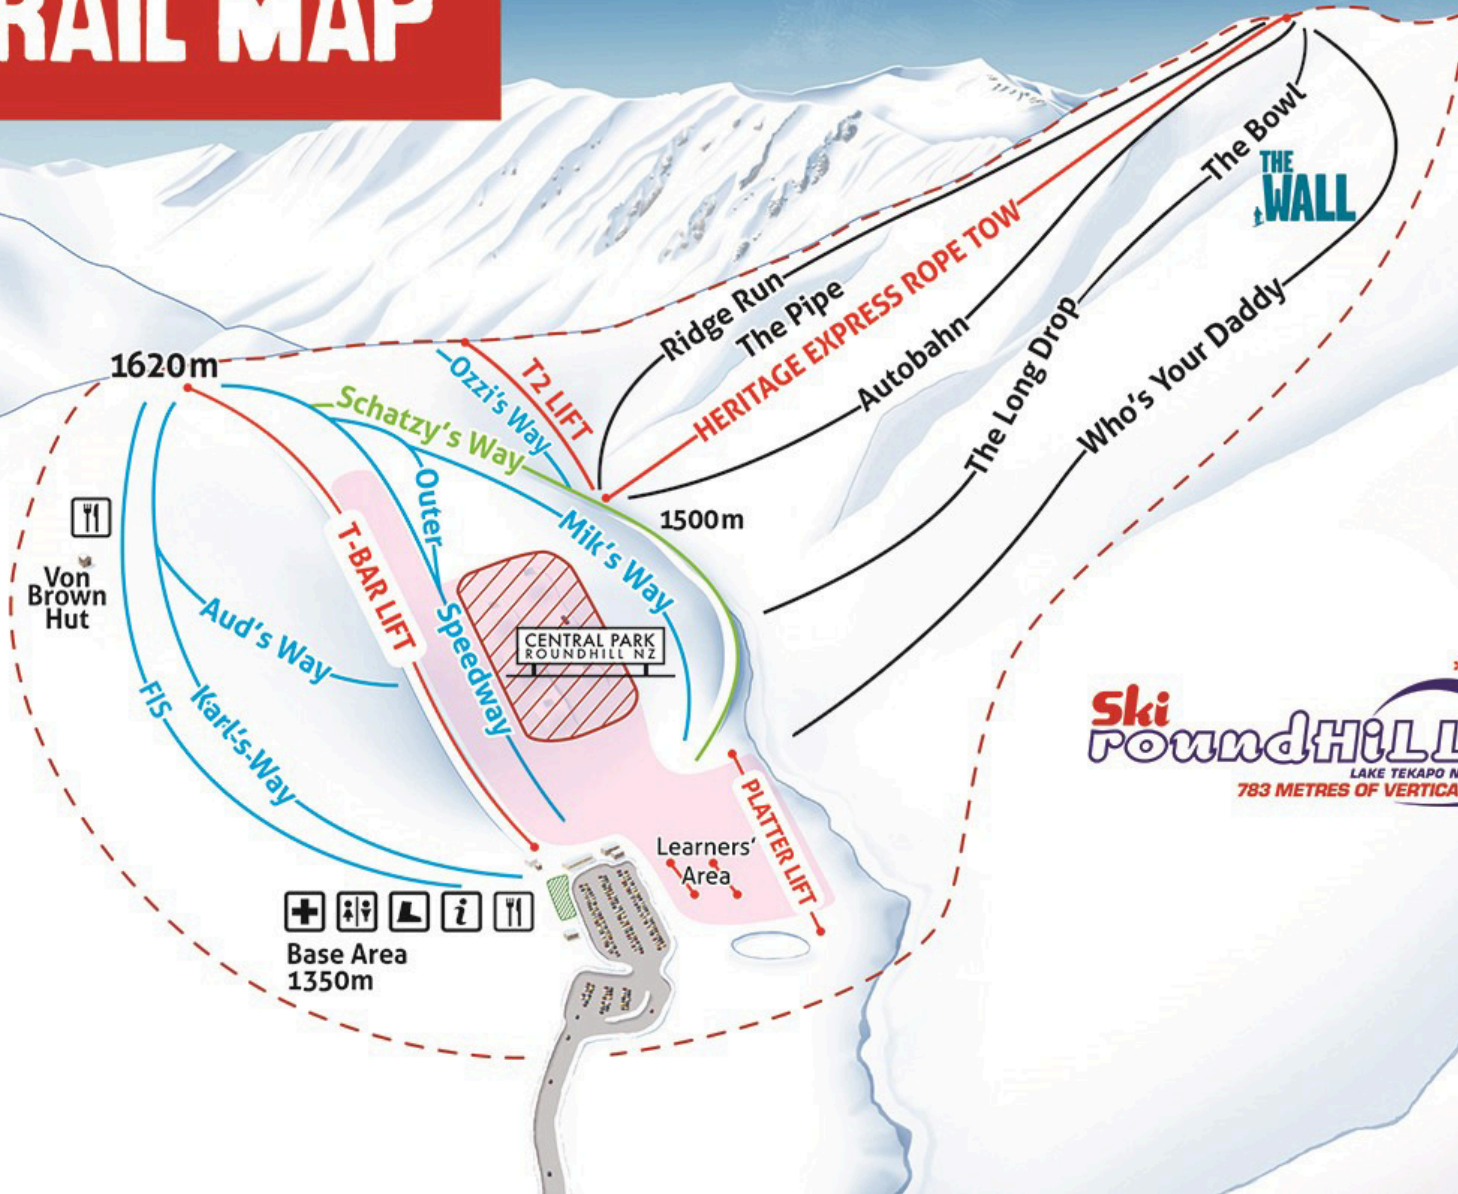 RAIL MAP
1620m
Ozzi's Way
T2 LIFT
Schatzy's Way
Ridge Run
The Pipe
HERITAGE EXPRESS ROPE TOW
Autobahn
The Bowl
THE
WALL
The Long Drop
Who's Your Daddy
1500m
Outer
Mik's Way
T-BAR LIFT
Speedway
CENTRAL PARK
ROUNDHILL NZ
Von
Brown
Hut
Aud's Way
FIS
Karl's-Way
PLATTER LIFT
Learners'
Area
Base Area
1350m
Ski
roundHiLL
LAKE TEKAPO N
783 METRES OF VERTICA